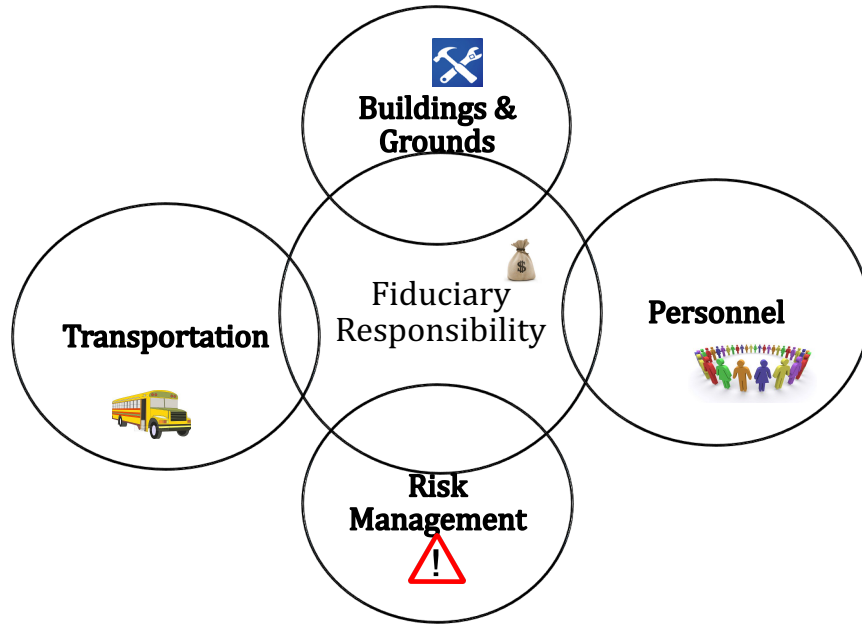 Buildings &
Grounds
$
Fiduciary
Responsibility
Transportation
Personnel
Risk
Management
!